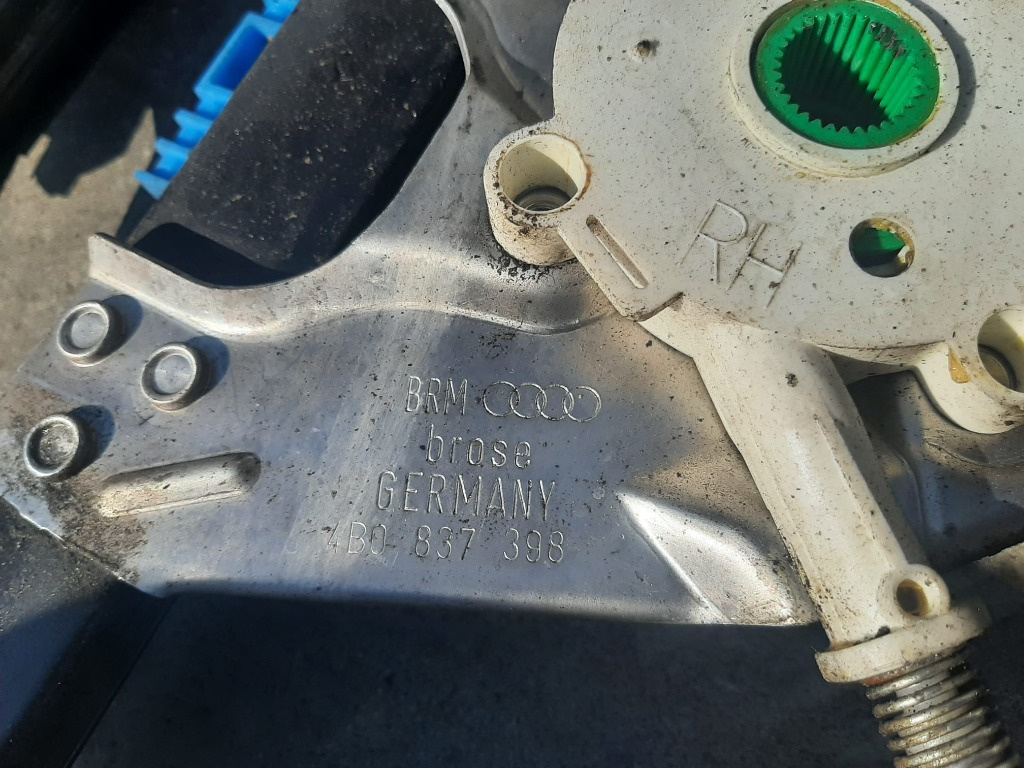 RH
BRM
brose
GERMANY
4B0 837 398